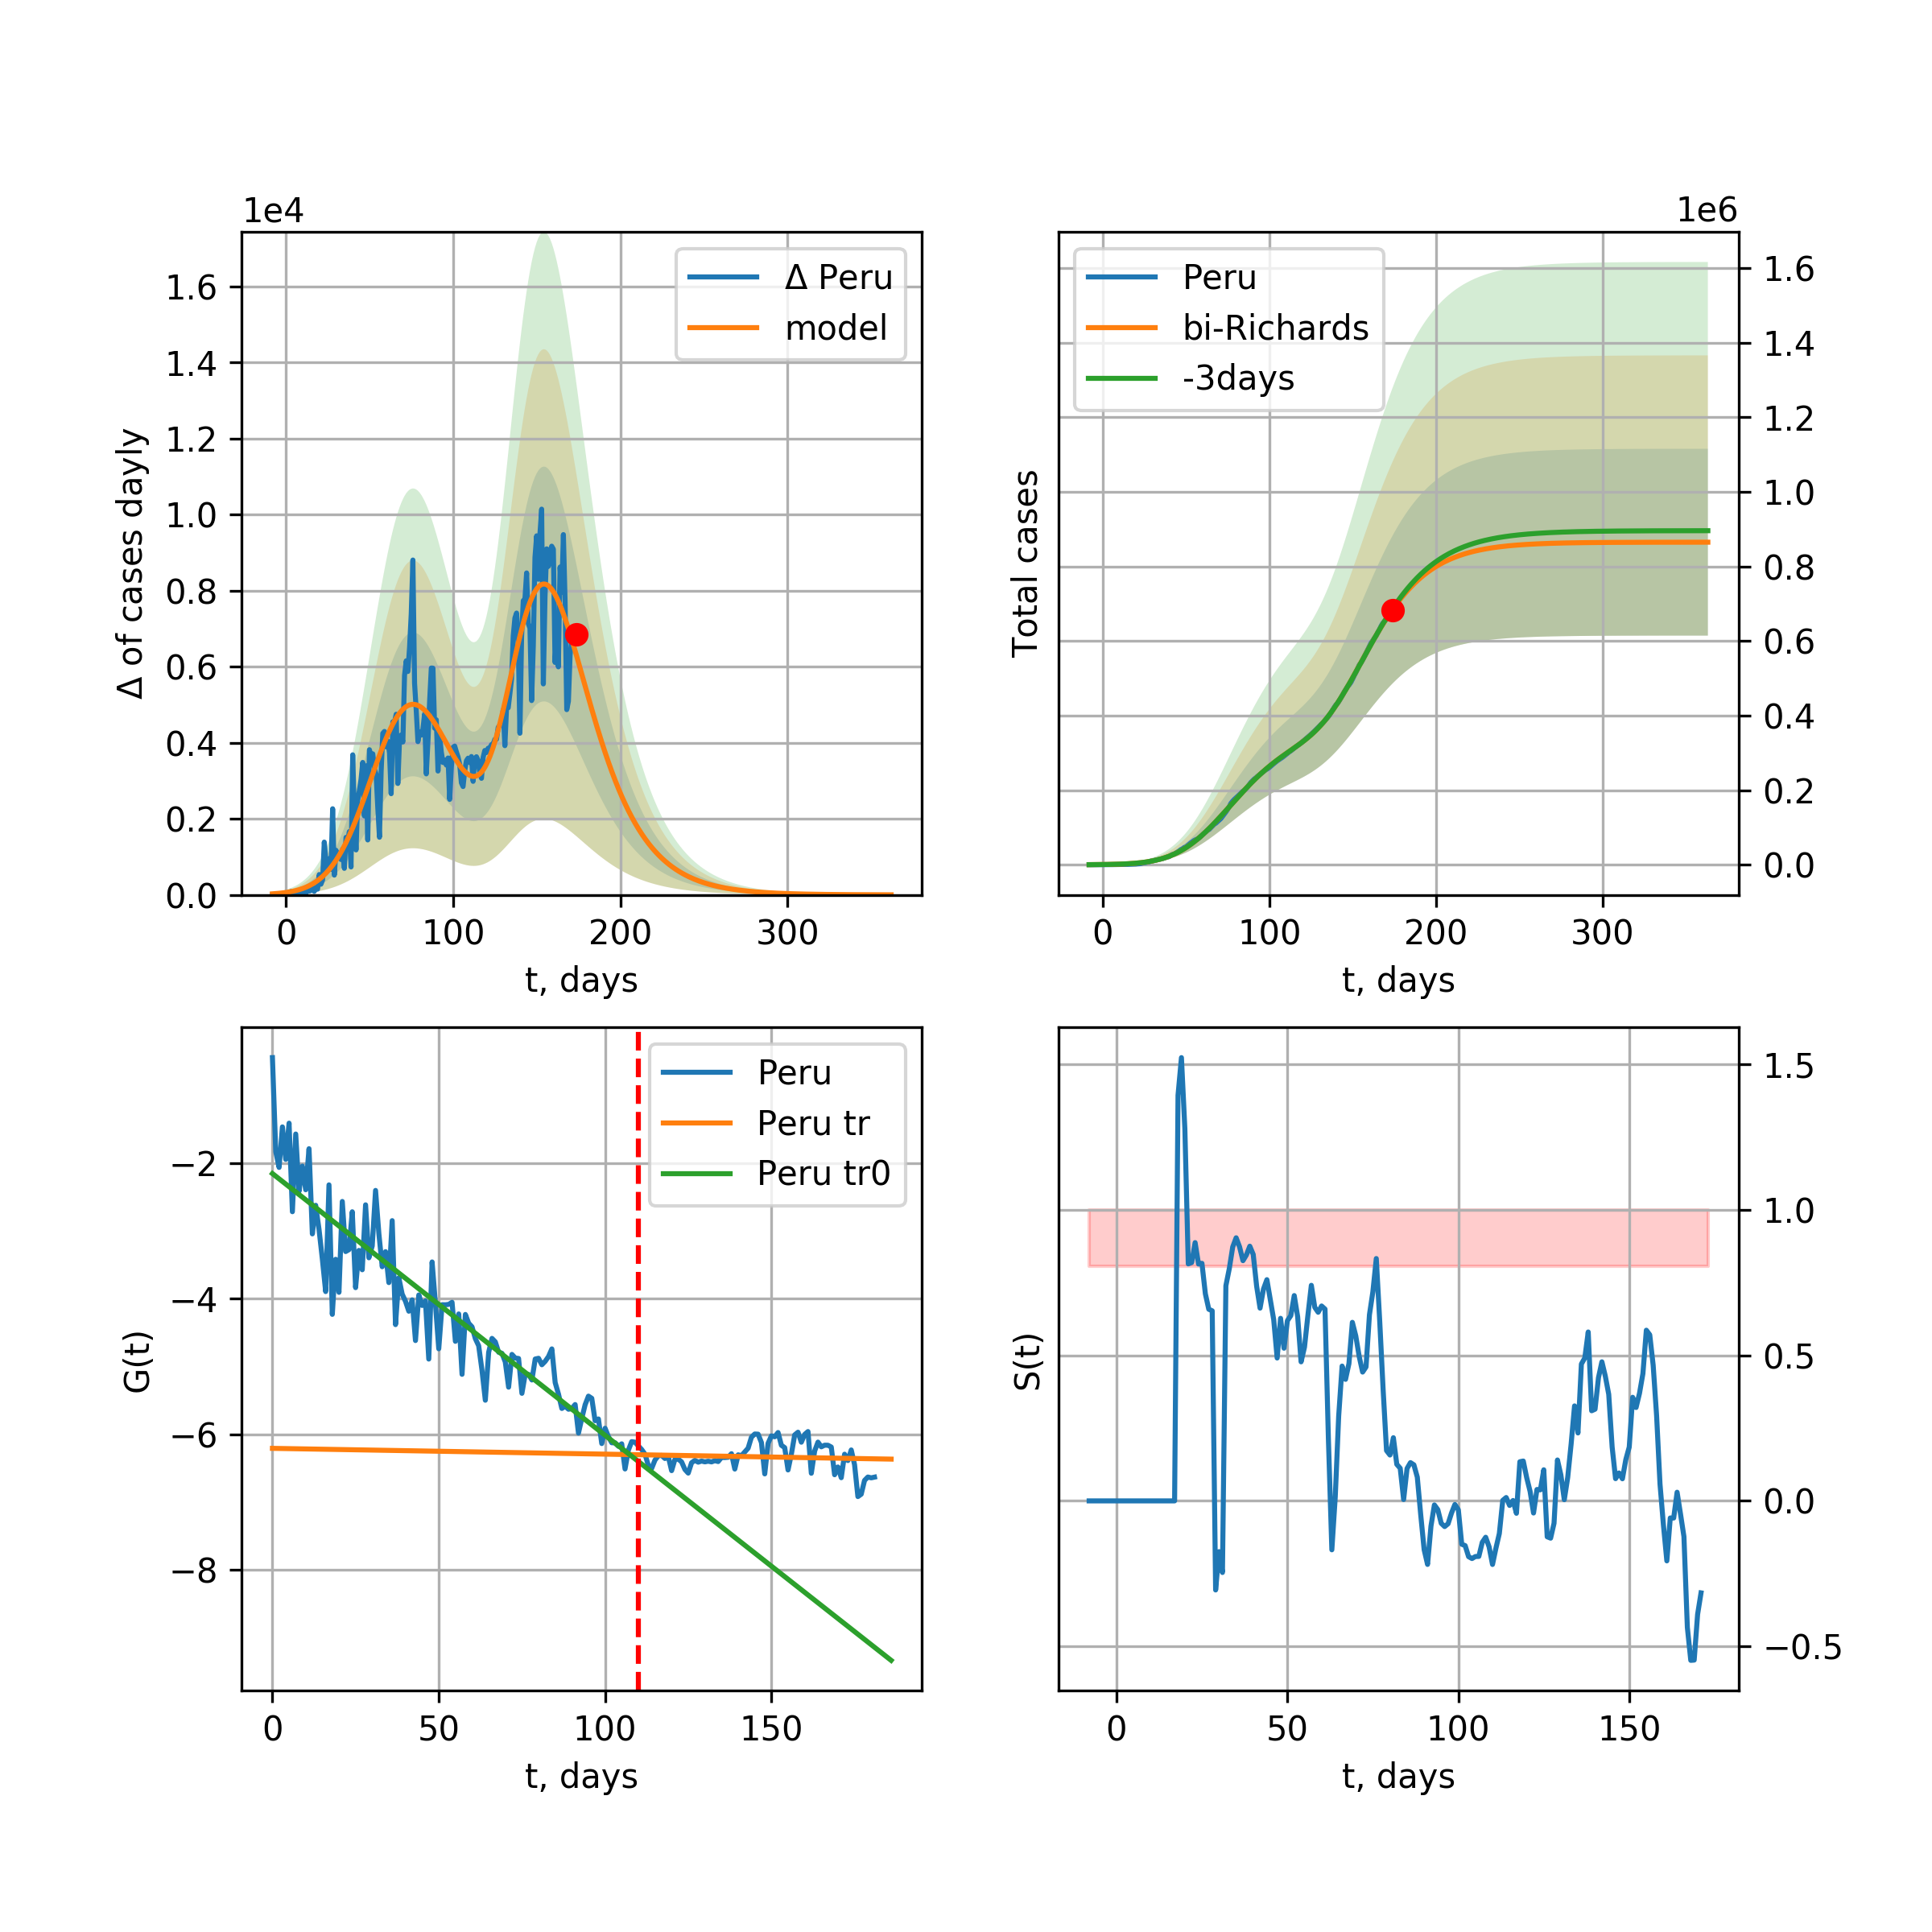 1e4
Δ of cases dayly
1.6
1.4
1.2
1.0
0.8
0.6
0.4
0.2
0.0
0 100 200 300
t, days
Δ Peru
model
1e6
Total cases
1.6
1.4
1.2
1.0
0.8
0.6
0.4
0.2
0.0
0 100 200 300
t, days
Peru
bi-Richards
-3days
G(t)
−2
−4
−6
−8
0 50 100 150
t, days
Peru
Peru tr
Peru tr0
S(t)
1.5
1.0
0.5
0.0
−0.5
0 50 100 150
t, days